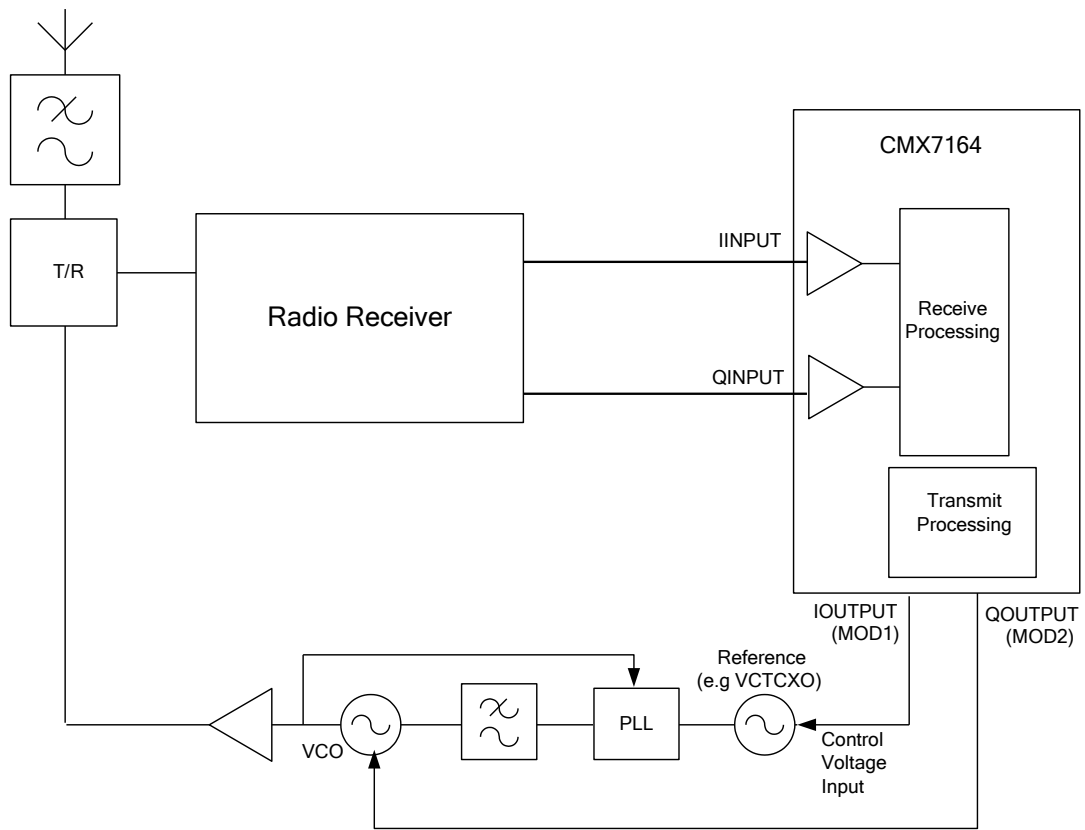 CMX7164
IINPUT
T/R
Radio Receiver
Receive
Processing
QINPUT
Transmit
Processing
IOUTPUT
(MOD1)
QOUTPUT
(MOD2)
Reference
(e.g VCTCXO)
PLL
VCO
Control
Voltage
Input